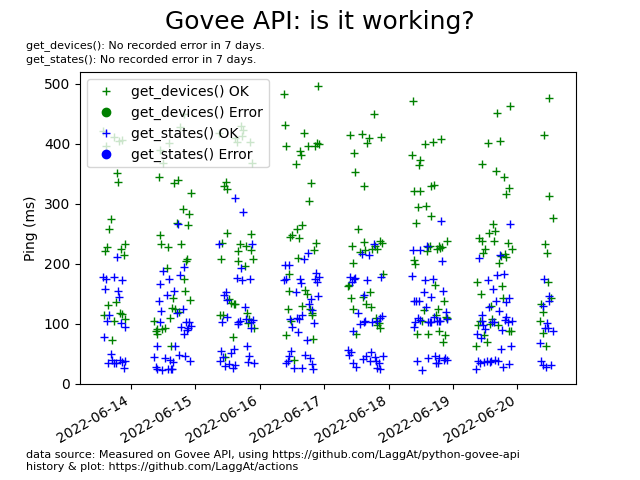 Govee API: is it working?
get_devices(): No recorded error in 7 days.
get_states(): No recorded error in 7 days.
get_devices() OK
get_devices() Error
get_states() OK
get_states() Error
Ping (ms)
500
400
300
200
100
0
2022-06-14
2022-06-15
2022-06-16
2022-06-17
2022-06-18
2022-06-19
2022-06-20
data source: Measured on Govee API, using https://github.com/LaggAt/python-govee-api
history & plot: https://github.com/LaggAt/actions